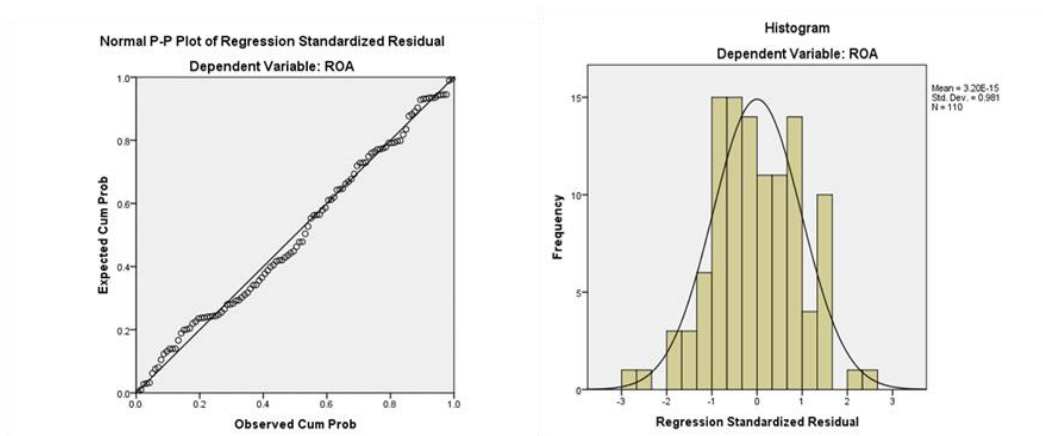 Normal P-P Plot of Regression Standardized Residual
Dependent Variable: ROA
1.0
0.8
0.6
0.4
0.2
0.0
Expected Cum Prob
0.0 0.2 0.4 0.6 0.8 1.0
Observed Cum Prob
Histogram
Dependent Variable: ROA
15
10
5
0
Frequency
-3 -2 -1 0 1 2 3
Regression Standardized Residual
Mean = 3.20E-15
Std. Dev. = 0.981
N = 110